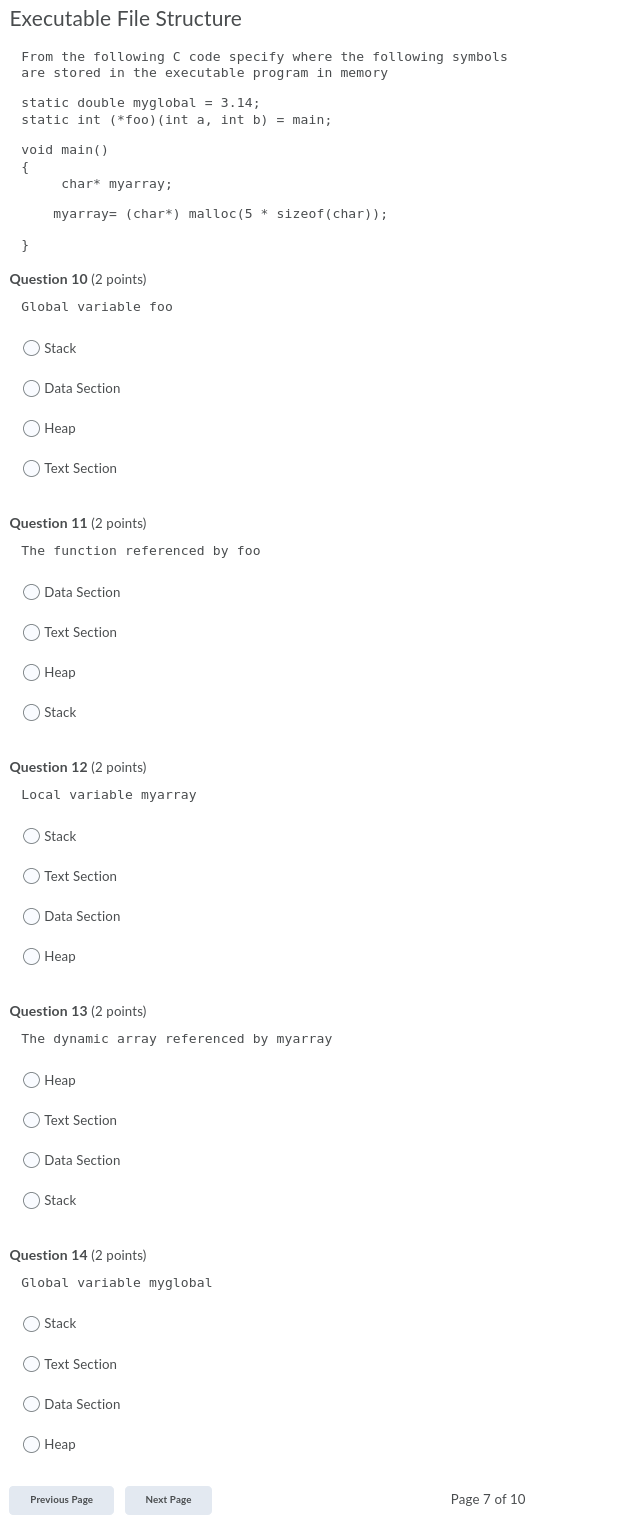 Executable File Structure
From the following C code specify where the following symbols
are stored in the executable program in memory
static double myglobal = 3.14;
static int (*foo)(int a, int b) = main;
void main()
{
char* myarray;
myarray= (char*) malloc(5 * sizeof(char));
}
Question 10 (2 points)
Global variable foo
Stack
Data Section
Heap
Text Section
Question 11 (2 points)
The function referenced by foo
Data Section
Text Section
Heap
Stack
Question 12 (2 points)
Local variable myarray
Stack
Text Section
Data Section
Heap
Question 13 (2 points)
The dynamic array referenced by myarray
Heap
Text Section
Data Section
Stack
Question 14 (2 points)
Global variable myglobal
Stack
Text Section
Data Section
Heap
Previous Page Next Page Page 7 of 10